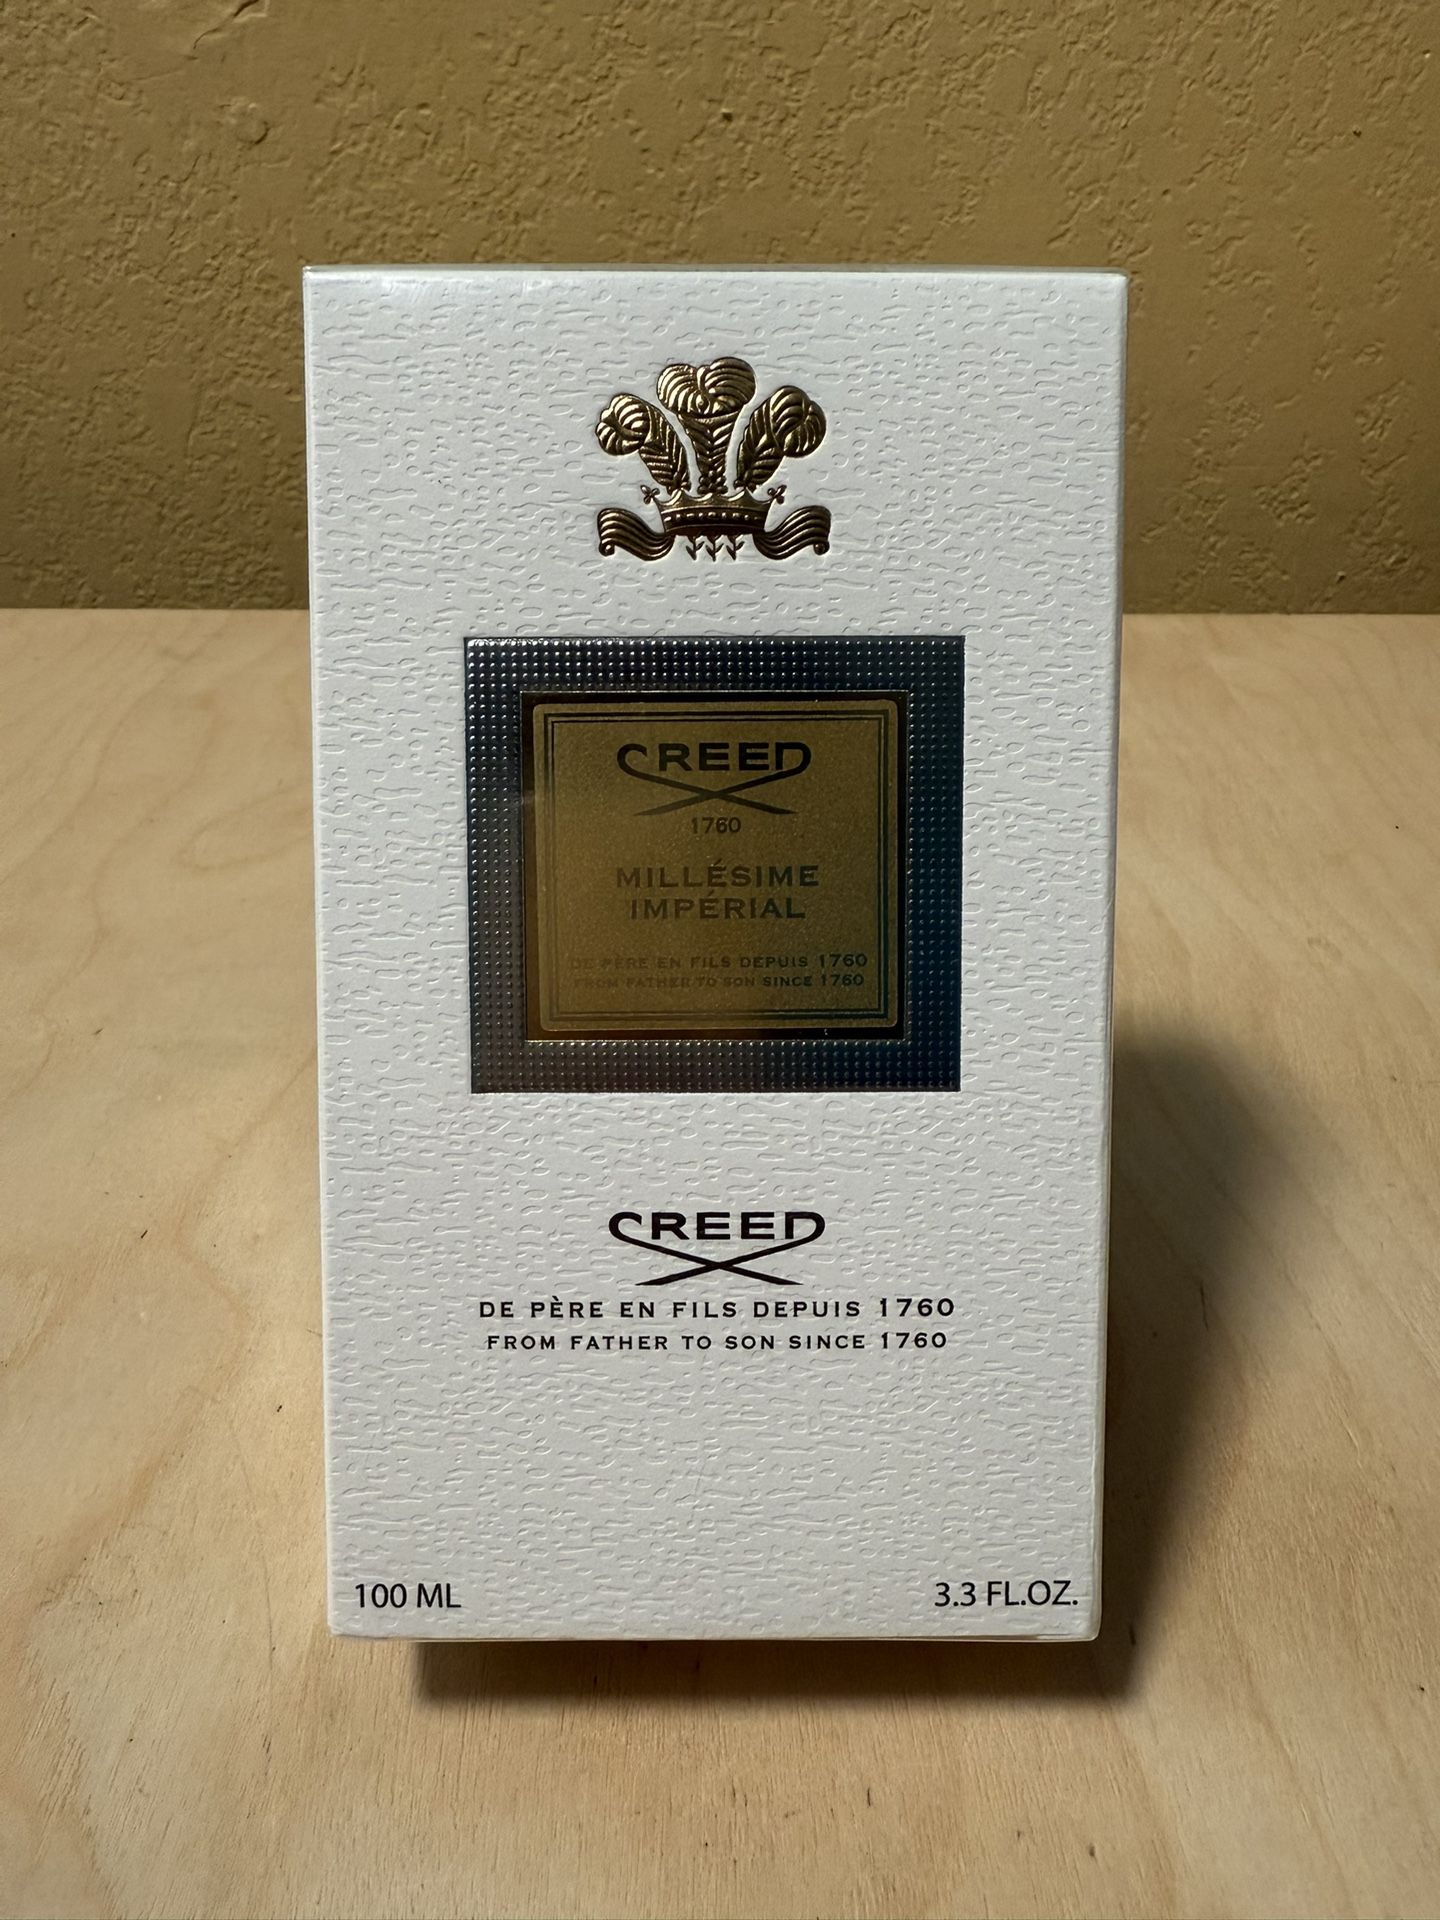 CREED
1760
MILLÉSIME
IMPÉRIAL
DE PÈRE EN FILS DEPUIS 1760
FROM FATHER TO SON SINCE 1760
CREED
DE PÈRE EN FILS DEPUIS 1760
FROM FATHER TO SON SINCE 1760
100 ML
3.3 FL.OZ.